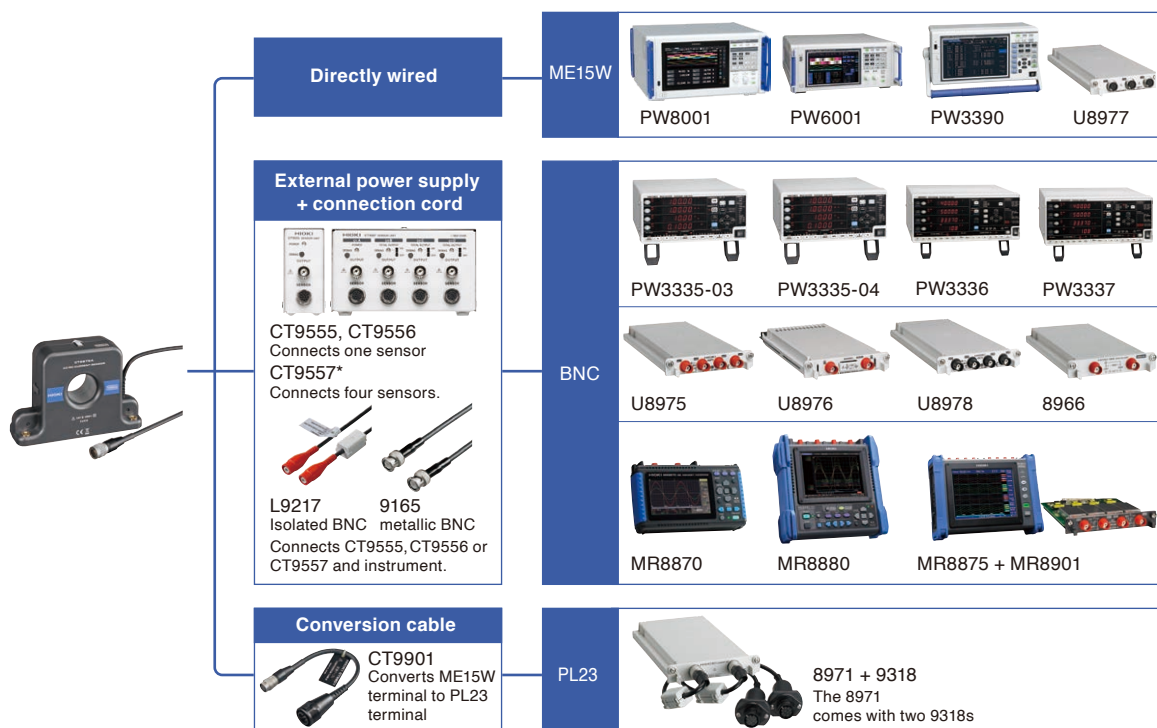 Directly wired
ME15W
PW8001
PW6001
PW3390
U8977
External power supply
+ connection cord
HIOKI
CT9555, CT9556
Connects one sensor
CT9557*
Connects four sensors.
L9217
Isolated BNC
9165
metallic BNC
Connects CT9555, CT9556 or
CT9557 and instrument.
BNC
PW3335-03
PW3335-04
PW3336
PW3337
U8975
U8976
U8978
8966
MR8870
MR8880
MR8875 + MR8901
Conversion cable
CT9901
Converts ME15W
terminal to PL23
terminal
PL23
8971 + 9318
The 8971
comes with two 9318s